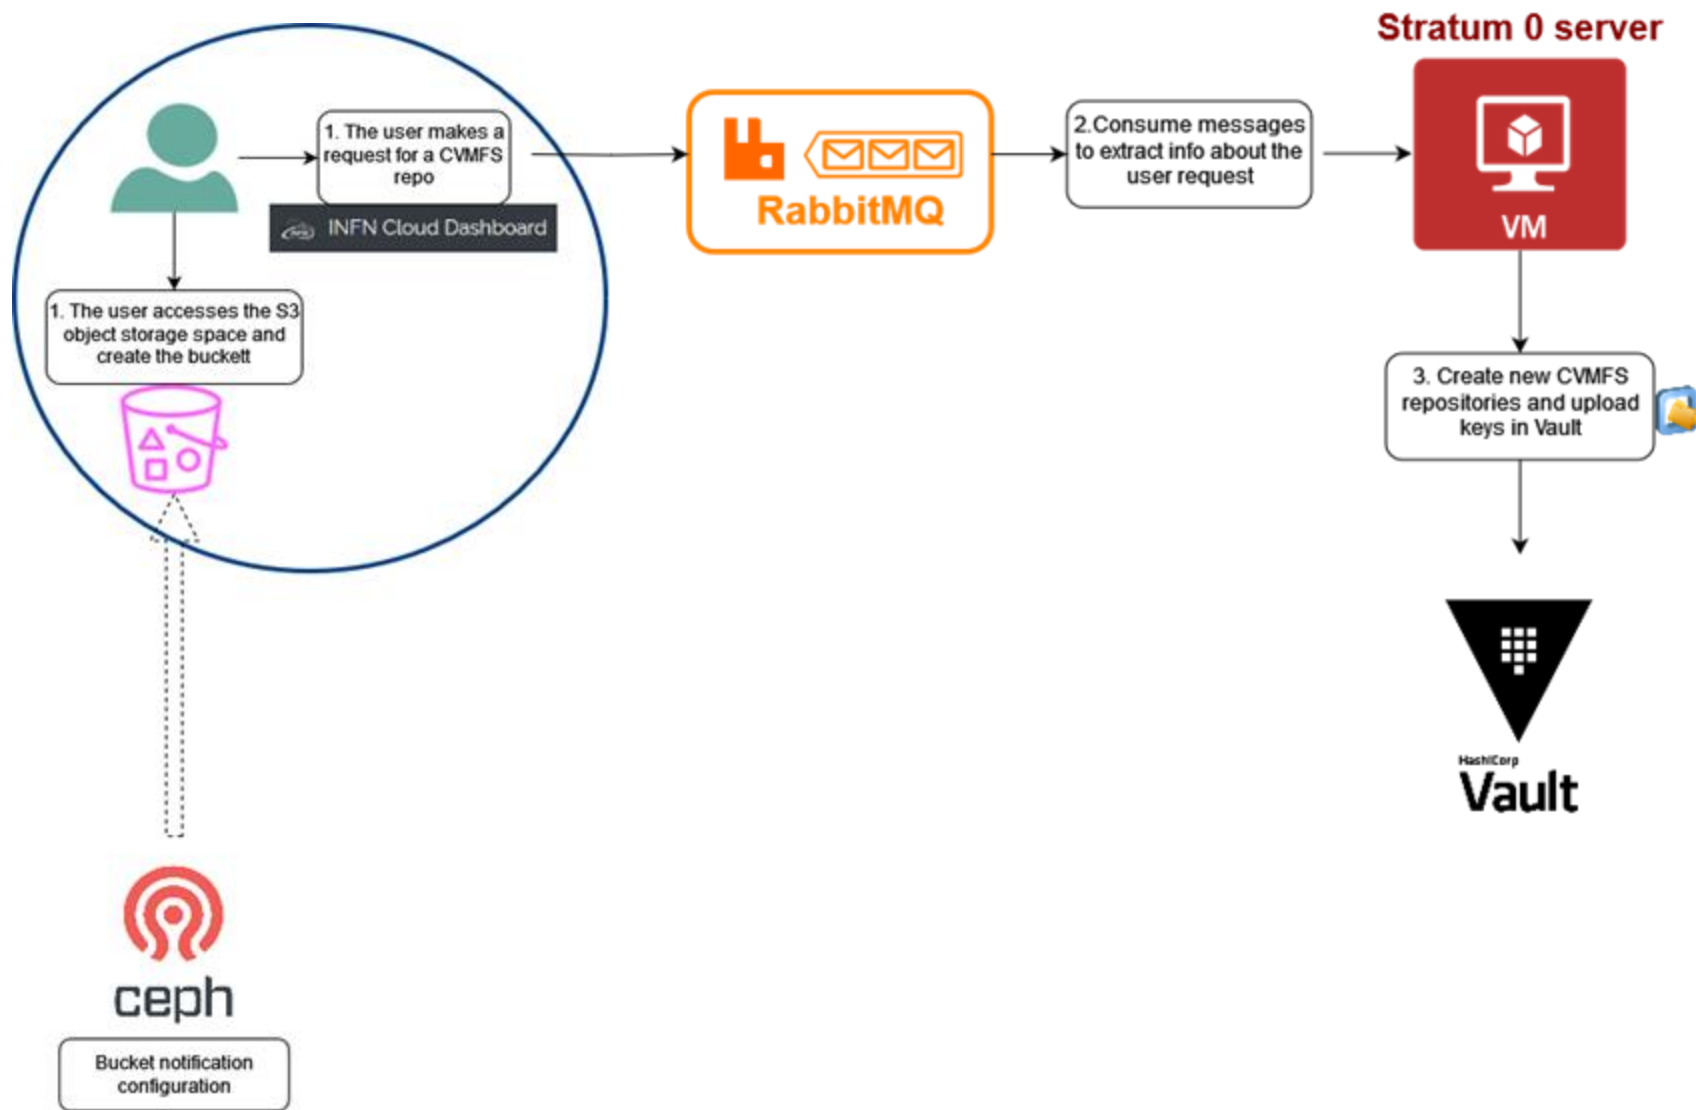 Stratum 0 server
1. The user makes a
request for a CVMFS
repo
INFN Cloud Dashboard
RabbitMQ
2.Consume messages
to extract info about the
user request
VM
1. The user accesses the S3
object storage space and
create the buckett
3. Create new CVMFS
repositories and upload
keys in Vault
HashiCorp
Vault
ceph
Bucket notification
configuration